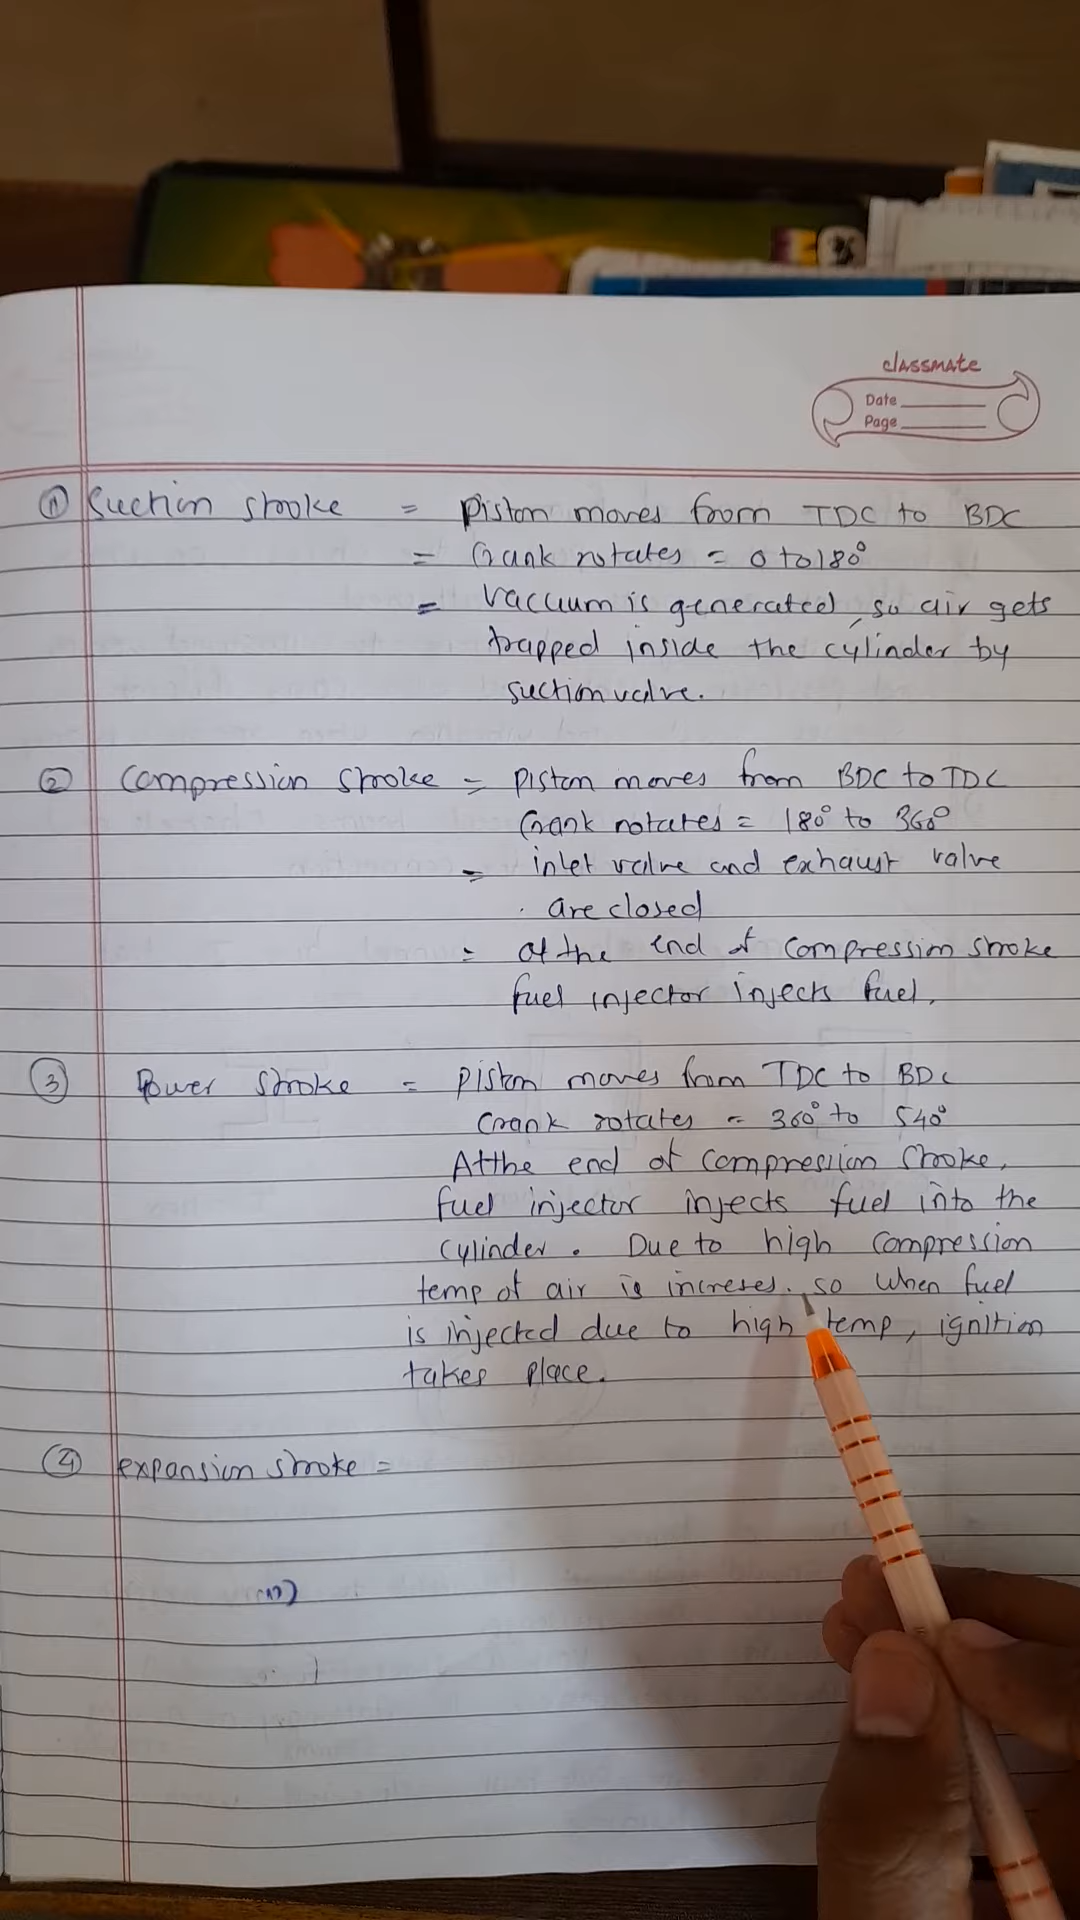 classmate
Date
Page
① Suction stroke = Piston moves from TDC to BDC
= Crank rotates = 0 to 180°
= Vacuum is generated, so air gets
trapped inside the cylinder by
suction valve.
② Compression stroke = Piston moves from BDC to TDC
Crank rotates = 180° to 360°
= inlet valve and exhaust valve
are closed
= At the end of compression stroke
fuel injector injects fuel.
③ Power stroke = Piston moves from TDC to BDC
Crank rotates = 360° to 540°
At the end of compression stroke,
fuel injector injects fuel into the
cylinder. Due to high compression
temp of air is increses. so when fuel
is injected due to high temp, ignition
takes place.
④ expansion stroke =